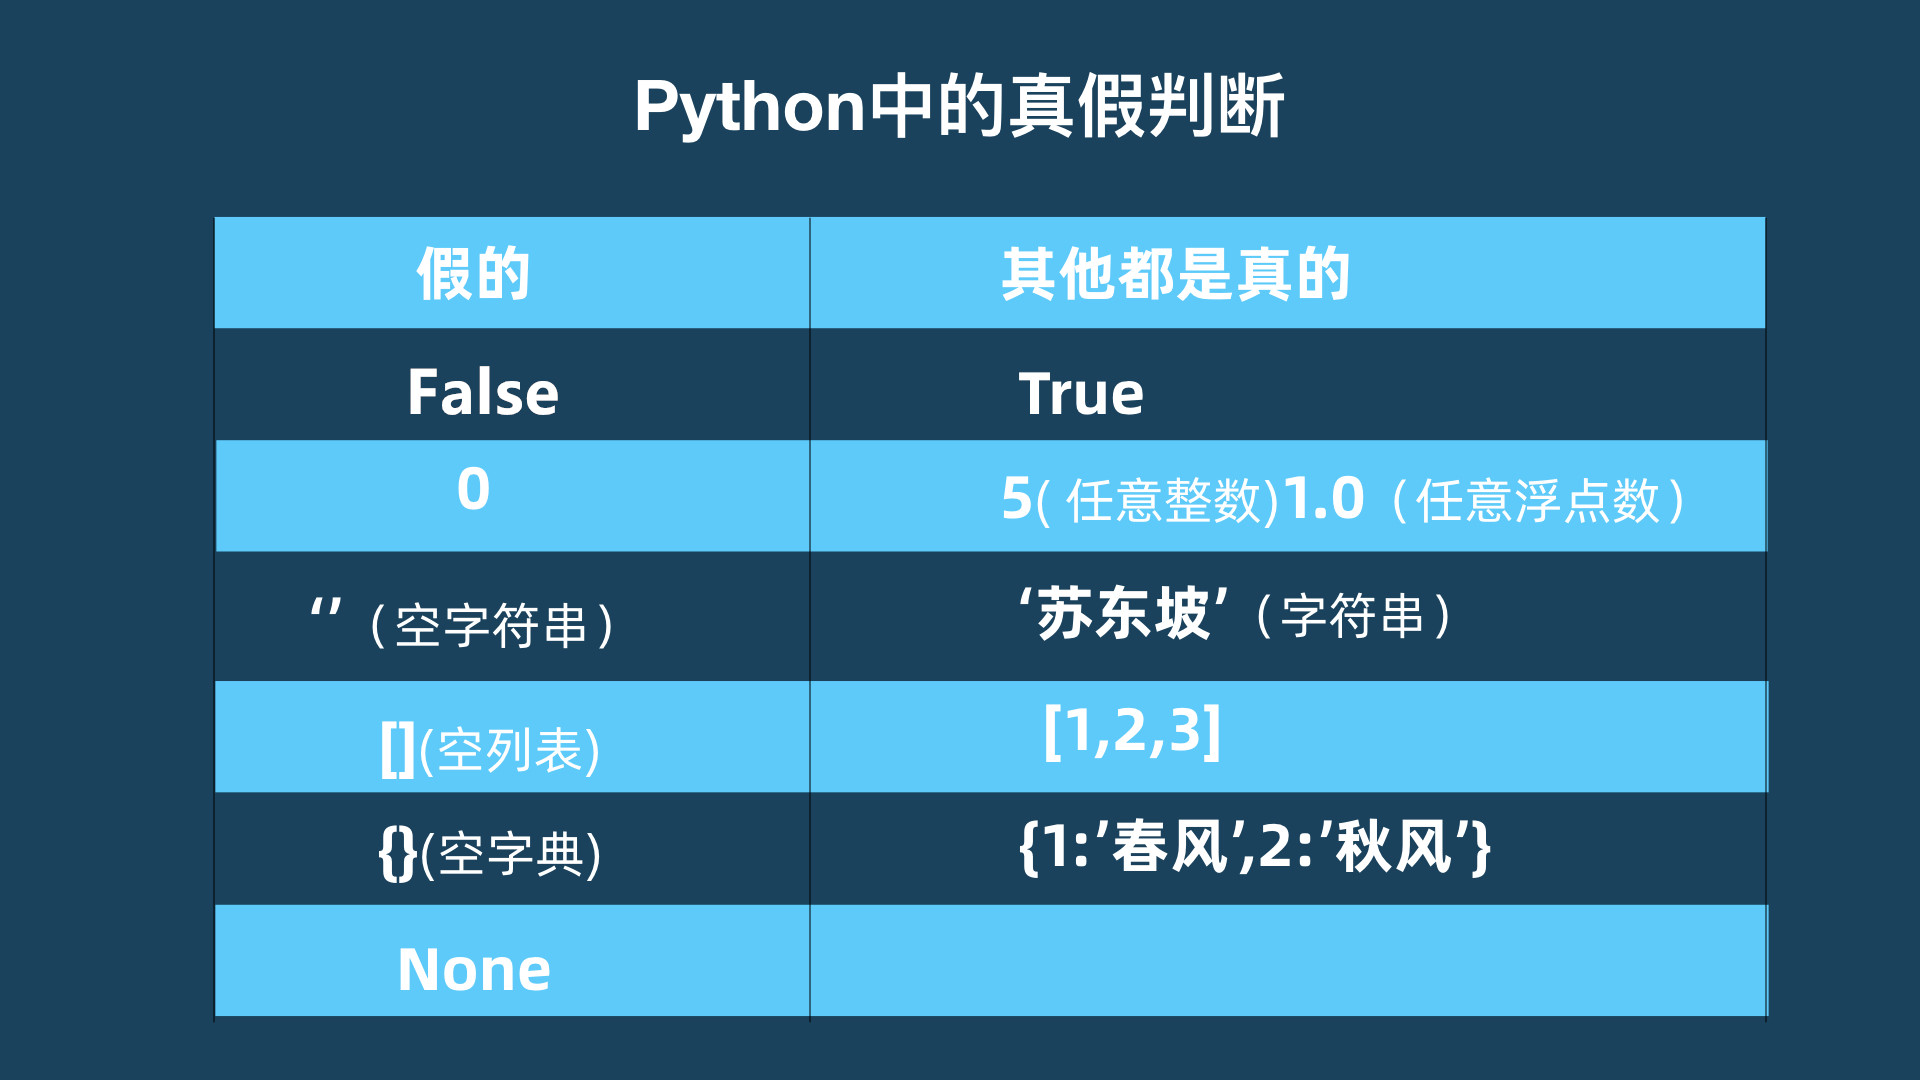 Python中的真假判断
假的 其他都是真的
False True
0 5( 任意整数)1.0（任意浮点数）
‘’（空字符串） ‘苏东坡’（字符串）
[](空列表) [1,2,3]
{}(空字典) {1:’春风’,2:’秋风’}
None